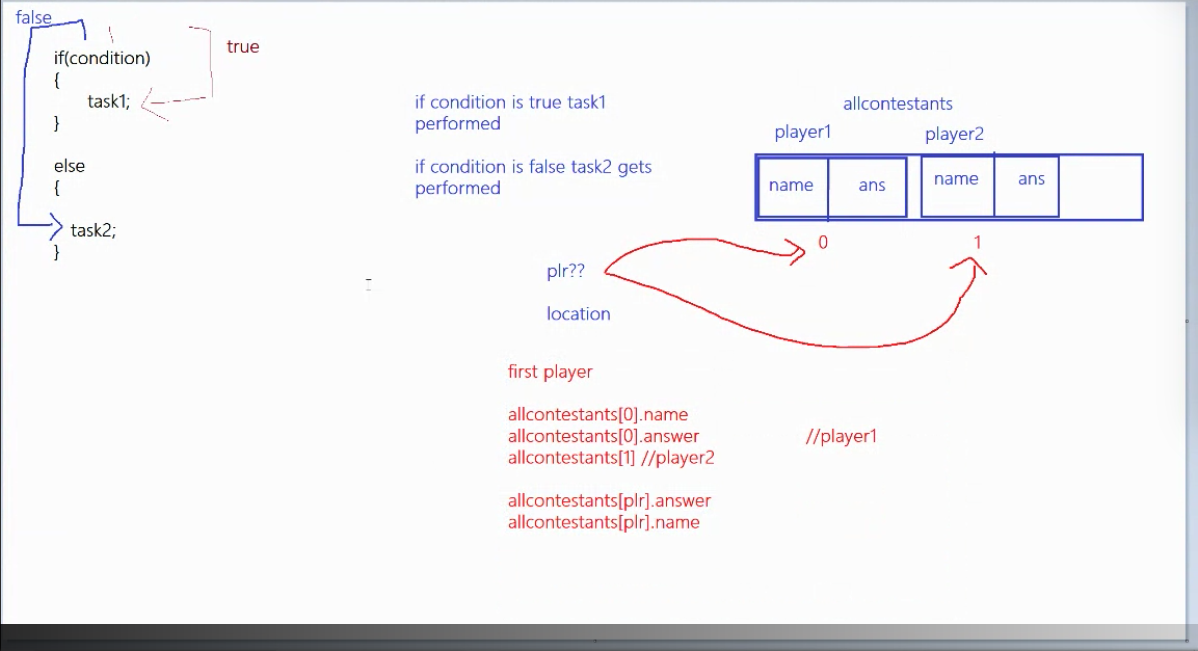 false
true
if(condition)
{
task1;
}
else
{
task2;
}
if condition is true task1
performed
if condition is false task2 gets
performed
allcontestants
player1 player2
name ans name ans
0 1
plr??
location
first player
allcontestants[0].name
allcontestants[0].answer //player1
allcontestants[1] //player2
allcontestants[plr].answer
allcontestants[plr].name